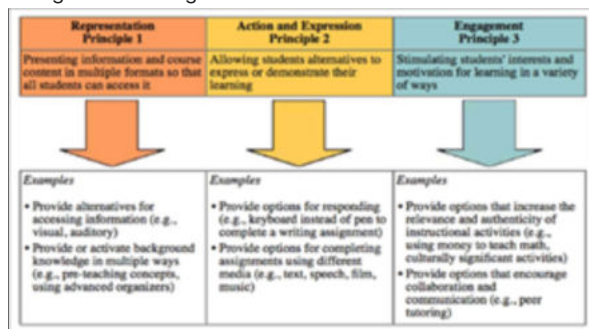 Representation
Principle 1
Presenting information and course
content in multiple formats so that
all students can access it
Action and Expression
Principle 2
Allowing students alternatives to
express or demonstrate their
learning
Engagement
Principle 3
Stimulating students' interests and
motivation for learning in a variety
of ways
Examples
• Provide alternatives for
accessing information (e.g.,
visual, auditory)
• Provide or activate background
knowledge in multiple ways
(e.g., pre-teaching concepts,
using advanced organizers)
Examples
• Provide options for responding
(e.g., keyboard instead of pen to
complete a writing assignment)
• Provide options for completing
assignments using different
media (e.g., text, speech, film,
music)
Examples
• Provide options that increase the
relevance and authenticity of
instructional activities (e.g.,
using money to teach math,
culturally significant activities)
• Provide options that encourage
collaboration and
communication (e.g., peer
tutoring)